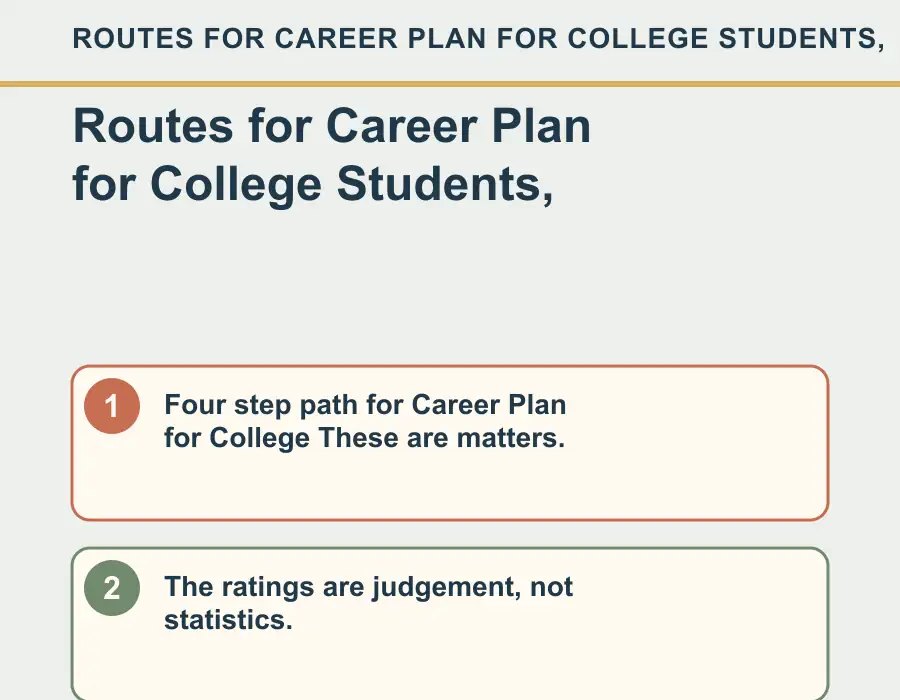 ROUTES FOR CAREER PLAN FOR COLLEGE STUDENTS,
Routes for Career Plan
for College Students,
1
Four step path for Career Plan
for College These are matters.
2
The ratings are judgement, not
statistics.